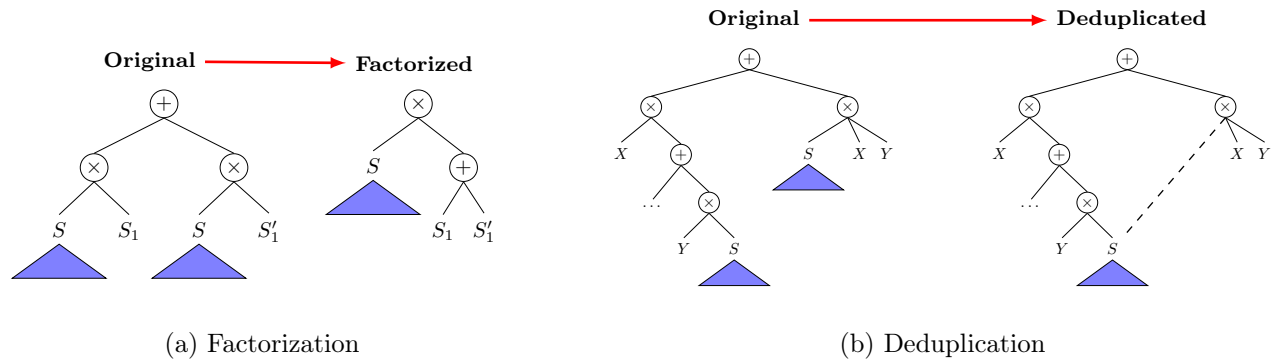 Original Deduplicated
Original Factorized
+ +
+ × × × × ×
X + S X Y X + X Y
× × S +
… × … ×
S S₁ S S′₁ S₁ S′₁
Y S Y S
(a) Factorization (b) Deduplication